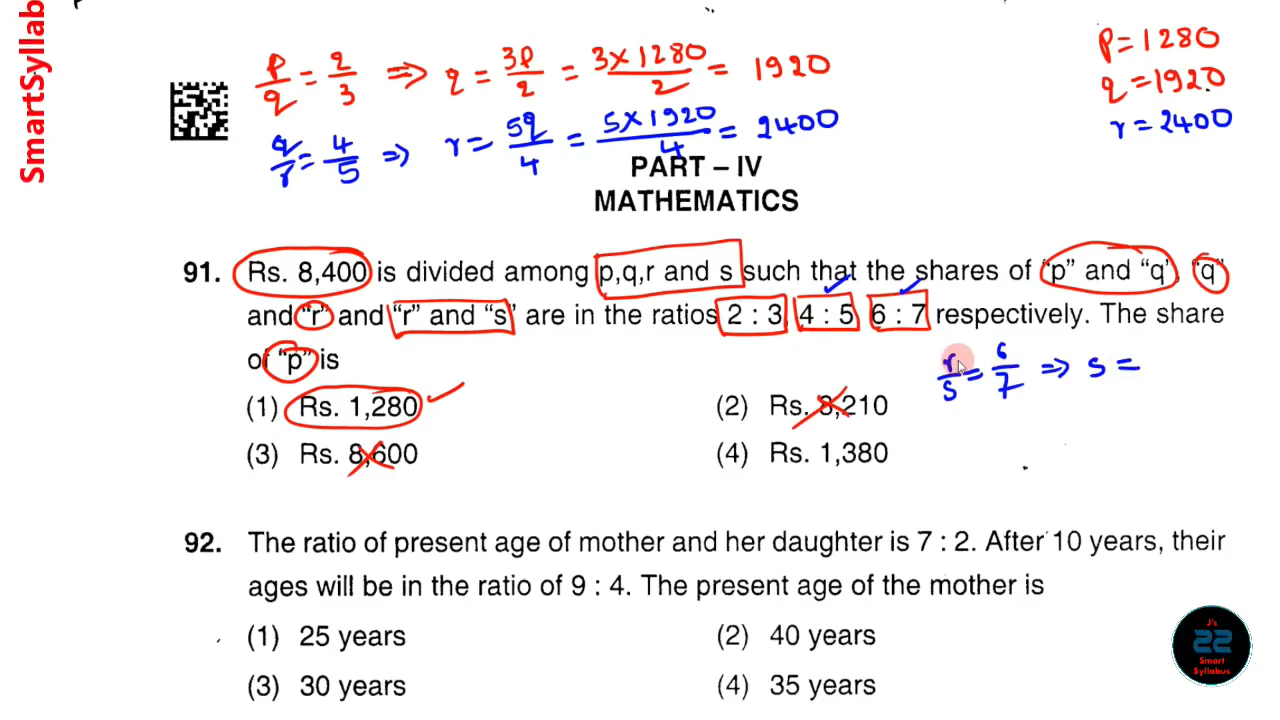 SmartSyllab
p/q = 2/3 ⇒ q = 3p/2 = 3×1280/2 = 1920
p=1280
q=1920
r=2400
q/r = 4/5 ⇒ r = 5q/4 = 5×1920/4 = 2400
PART – IV
MATHEMATICS
91. Rs. 8,400 is divided among p,q,r and s such that the shares of "p" and "q", "q"
and "r" and "r" and "s" are in the ratios 2 : 3, 4 : 5, 6 : 7 respectively. The share
of "p" is
r/s = 6/7 ⇒ s =
(1) Rs. 1,280 (2) Rs. 8,210
(3) Rs. 8,600 (4) Rs. 1,380
92. The ratio of present age of mother and her daughter is 7 : 2. After 10 years, their
ages will be in the ratio of 9 : 4. The present age of the mother is
(1) 25 years (2) 40 years
(3) 30 years (4) 35 years
J's
22
Smart
Syllabus